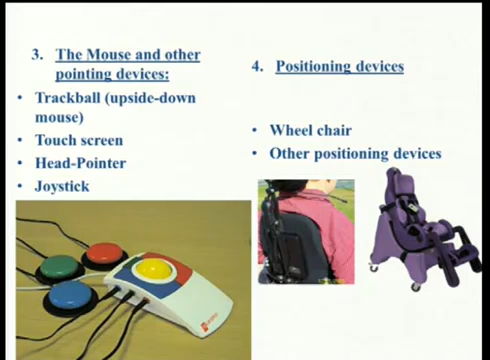 3. The Mouse and other
pointing devices:
• Trackball (upside-down
mouse)
• Touch screen
• Head-Pointer
• Joystick
4. Positioning devices
• Wheel chair
• Other positioning devices